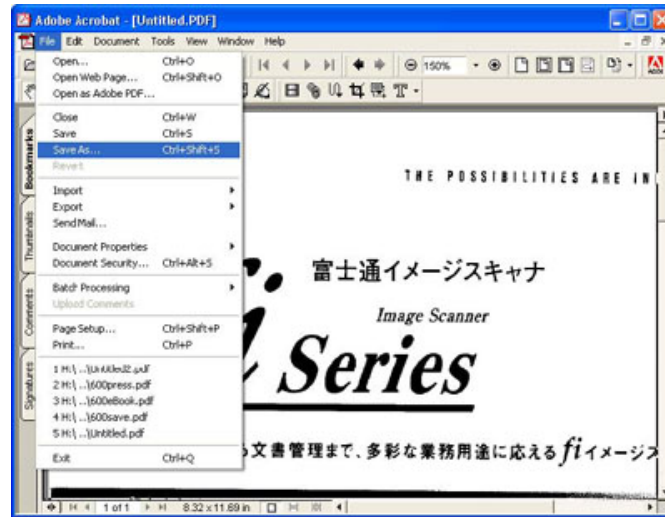 Adobe Acrobat - [Untitled.PDF]
File Edit Document Tools View Window Help
150%
Open... Ctrl+O
Open Web Page... Ctrl+Shift+O
Open as Adobe PDF...
Close Ctrl+W
Save Ctrl+S
Save As... Ctrl+Shift+S
Revert
Import
Export
Send Mail...
Document Properties
Document Security... Ctrl+Alt+S
Batch Processing
Upload Comments
Page Setup... Ctrl+Shift+P
Print... Ctrl+P
1 H:\...\Untitled2.pdf
2 H:\...\600press.pdf
3 H:\...\600eBook.pdf
4 H:\...\600save.pdf
5 H:\...\Untitled.pdf
Exit Ctrl+Q
Bookmarks
Thumbnails
Comments
Signatures
THE POSSIBILITIES ARE IN
富士通イメージスキャナ
Image Scanner
i Series
文書管理まで、多彩な業務用途に応えるfiイメージス
1 of 1 8.32 x 11.69 in